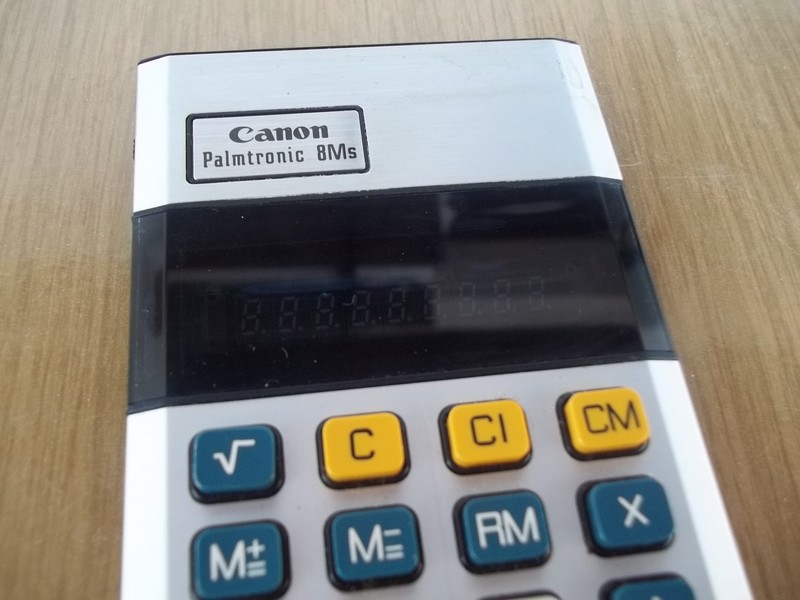 Canon
Palmtronic 8Ms
√ C CI CM
M±= M= RM X